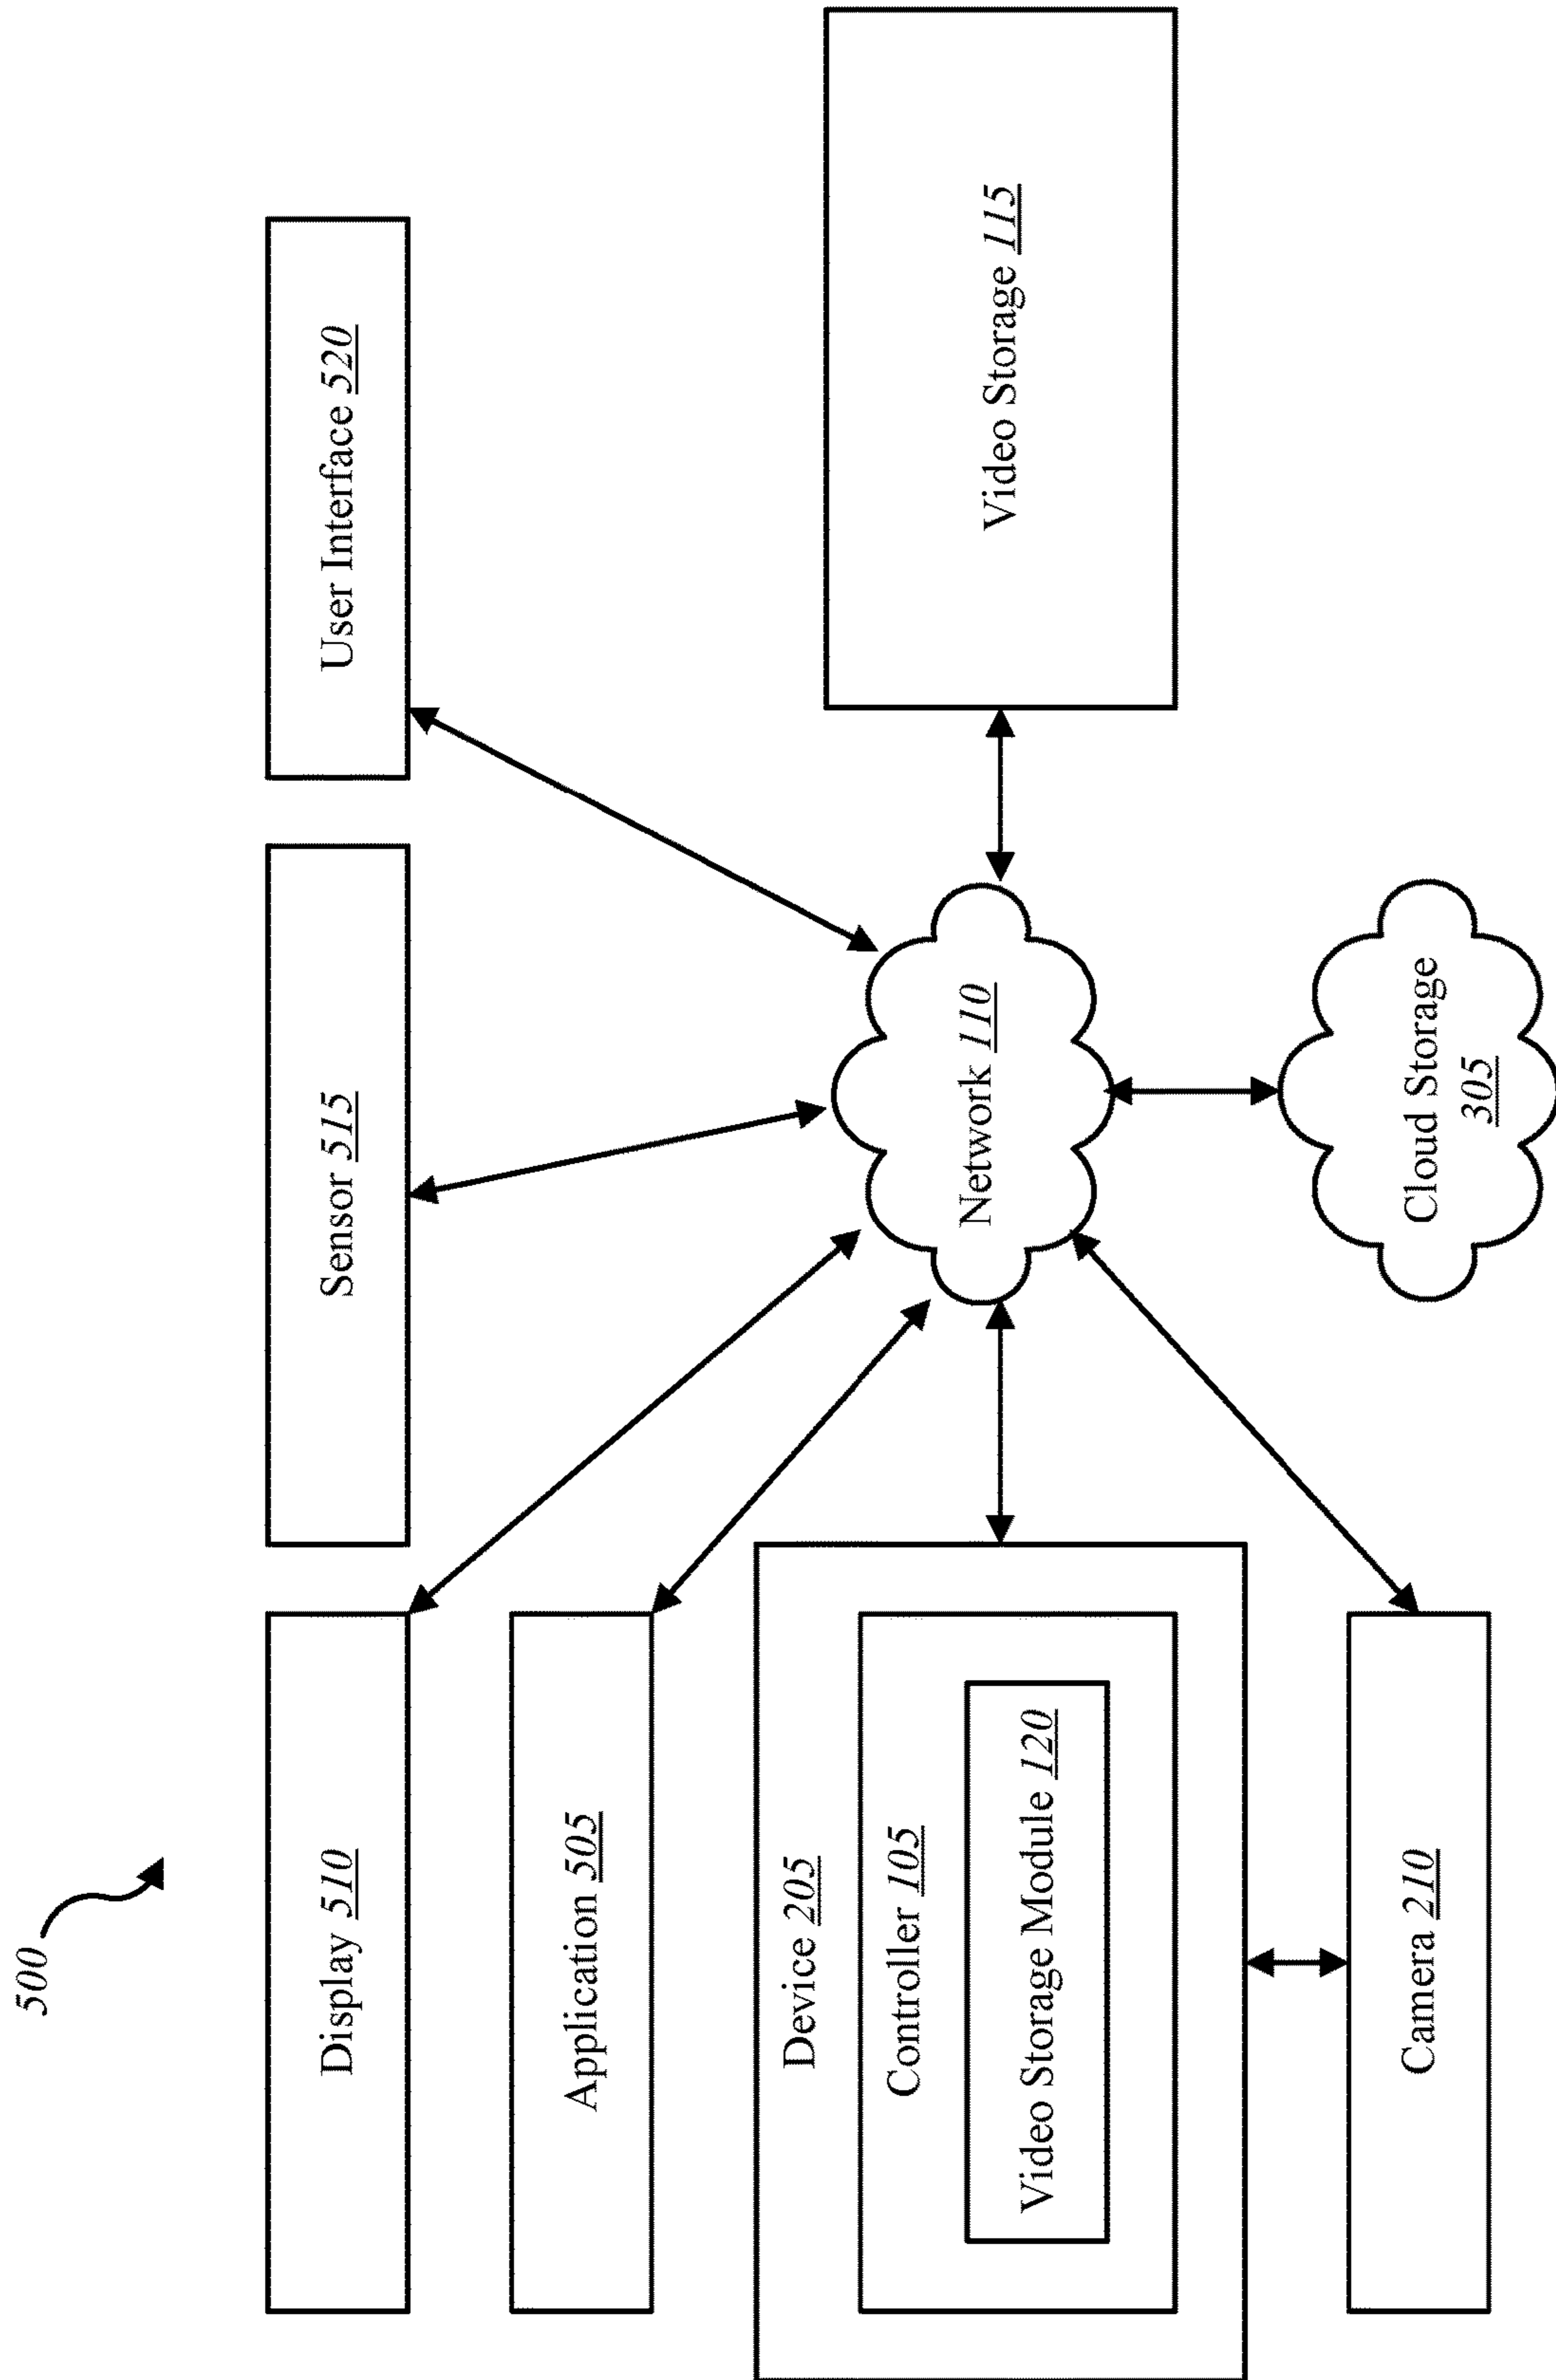 500
Display 510
Sensor 515
User Interface 520
Application 505
Device 205
Controller 105
Video Storage Module 120
Network 110
Video Storage 115
Camera 210
Cloud Storage
305